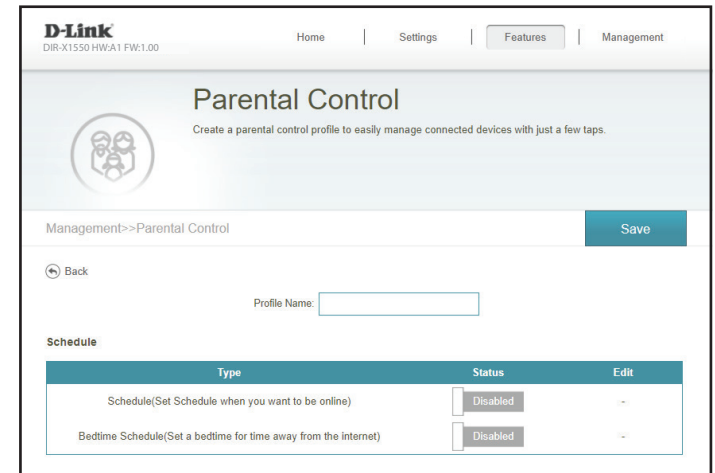 D-Link
DIR-X1550 HW:A1 FW:1.00
Home Settings Features Management
Parental Control
Create a parental control profile to easily manage connected devices with just a few taps.
Management>>Parental Control
Save
Back
Profile Name:
Schedule
Type Status Edit
Schedule(Set Schedule when you want to be online) Disabled -
Bedtime Schedule(Set a bedtime for time away from the internet) Disabled -